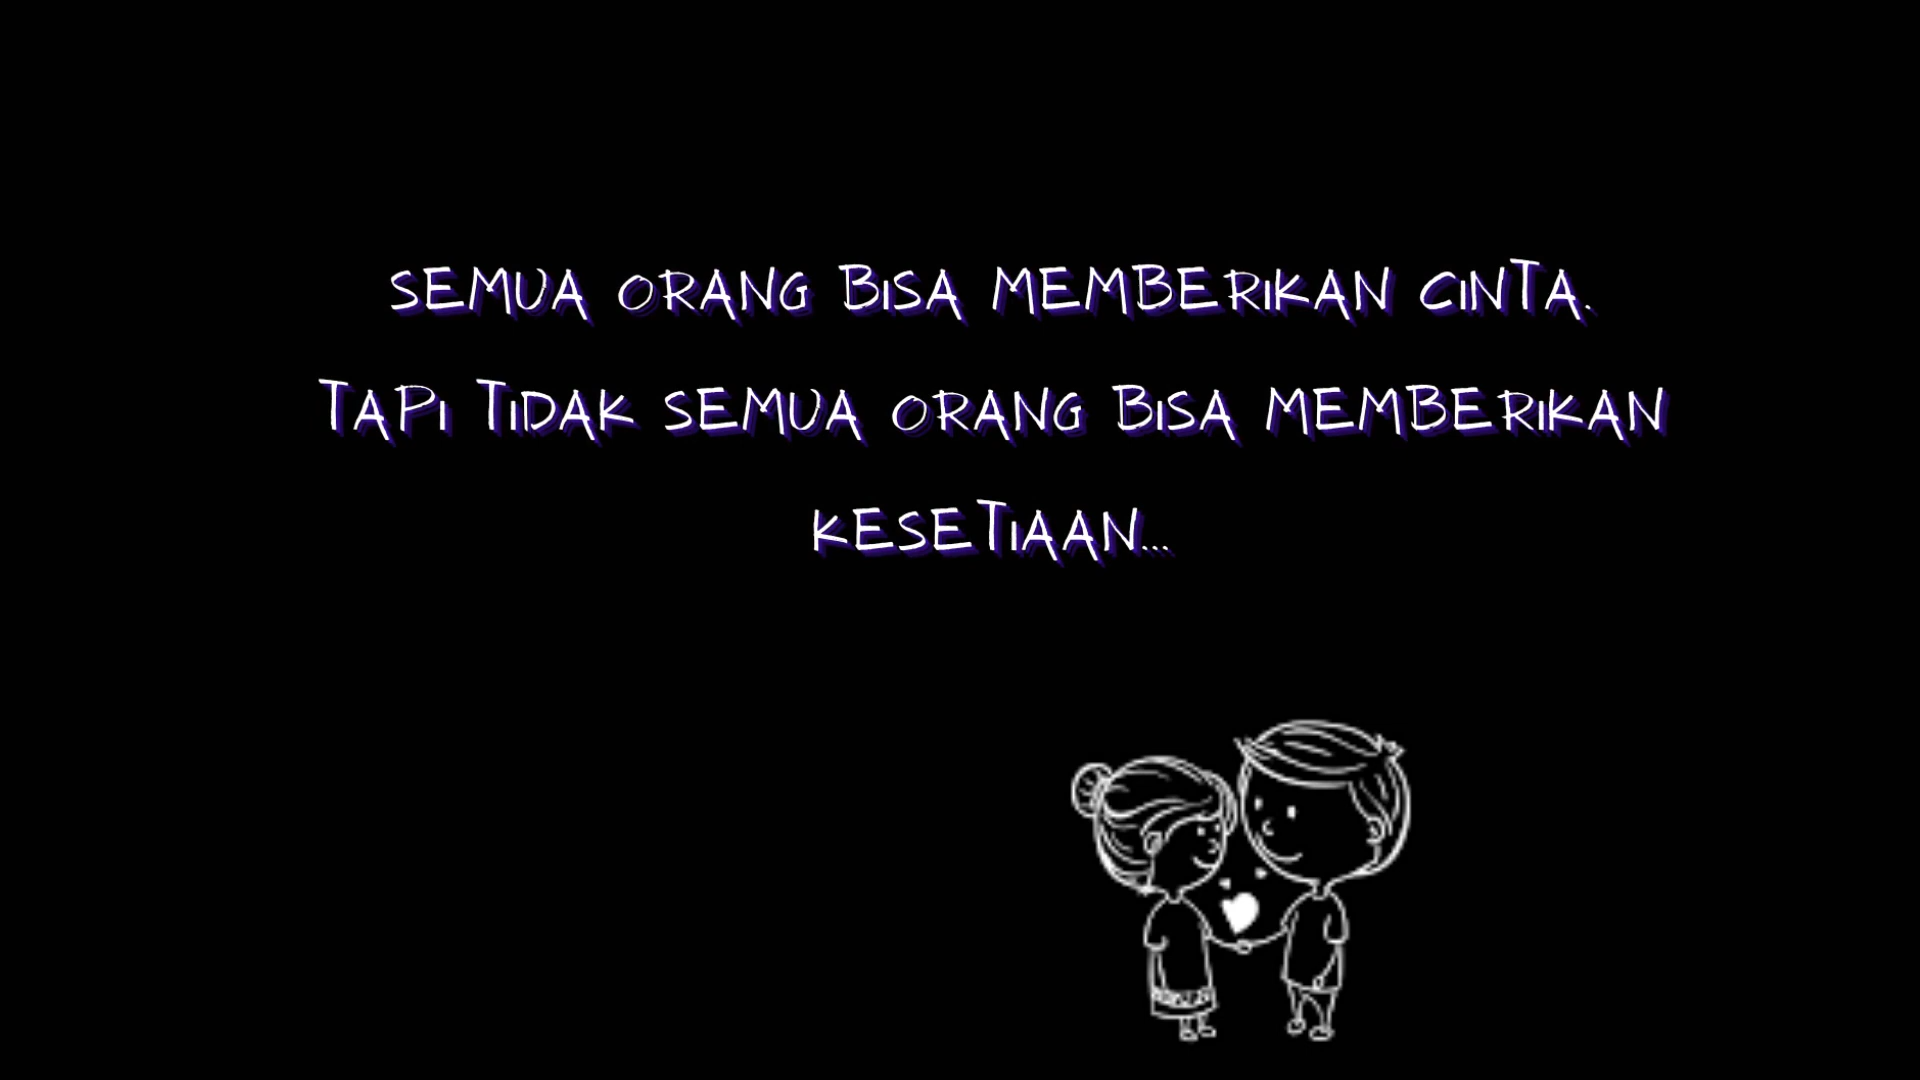 SEMUA ORANG BISA MEMBERIKAN CINTA.
TAPI TIDAK SEMUA ORANG BISA MEMBERIKAN
KESETIAAN...